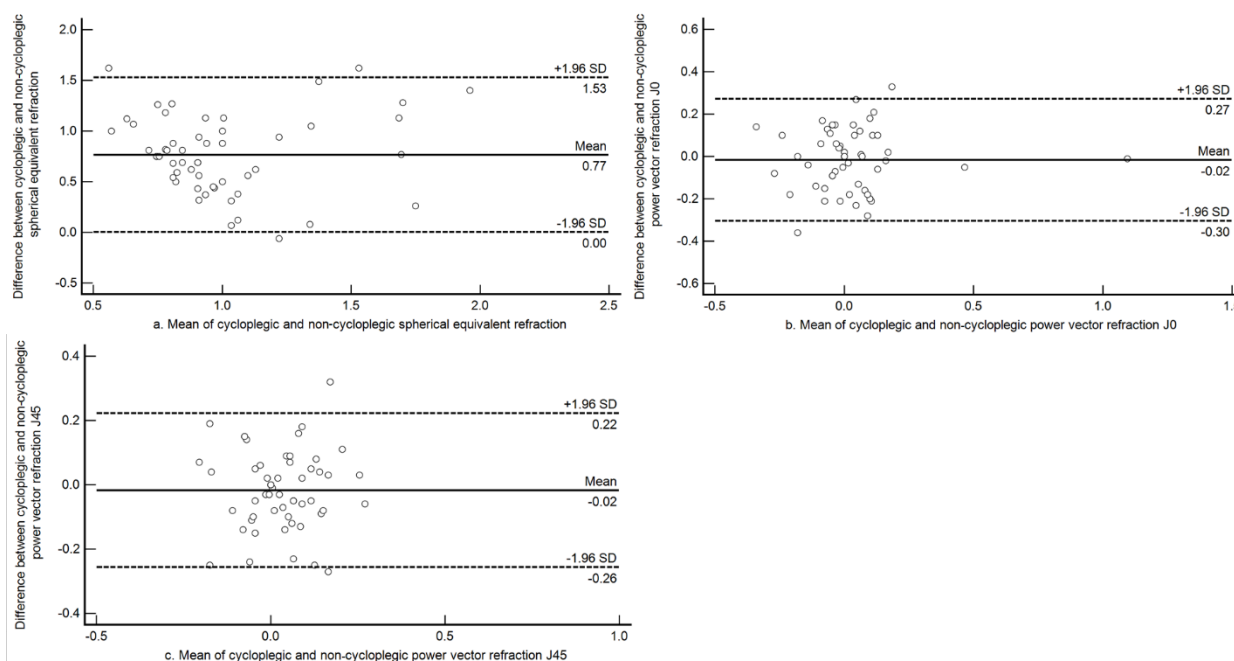 Difference between cycloplegic and non-cycloplegic
spherical equivalent refraction
2.0
1.5
1.0
0.5
0.0
-0.5
+1.96 SD
1.53
Mean
0.77
-1.96 SD
0.00
0.5
1.0
1.5
2.0
2.5
a. Mean of cycloplegic and non-cycloplegic spherical equivalent refraction
Difference between cycloplegic and non-cycloplegic
power vector refraction J0
0.6
0.4
0.2
0.0
-0.2
-0.4
-0.6
+1.96 SD
0.27
Mean
-0.02
-1.96 SD
-0.30
-0.5
0.0
0.5
1.0
1.5
b. Mean of cycloplegic and non-cycloplegic power vector refraction J0
Difference between cycloplegic and non-cycloplegic
power vector refraction J45
0.4
0.2
0.0
-0.2
-0.4
+1.96 SD
0.22
Mean
-0.02
-1.96 SD
-0.26
-0.5
0.0
0.5
1.0
c. Mean of cycloplegic and non-cycloplegic power vector refraction J45